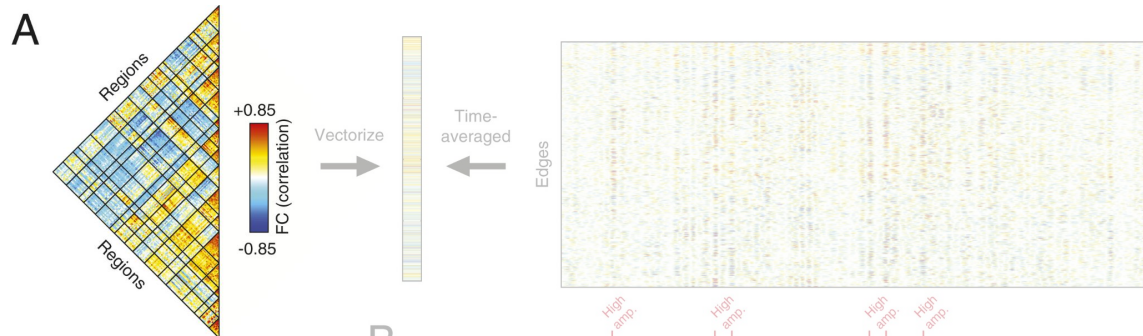 A
Regions
Regions
+0.85
FC (correlation)
-0.85
Vectorize
Time-
averaged
Edges
High
amp.
High
amp.
High
amp.
High
amp.